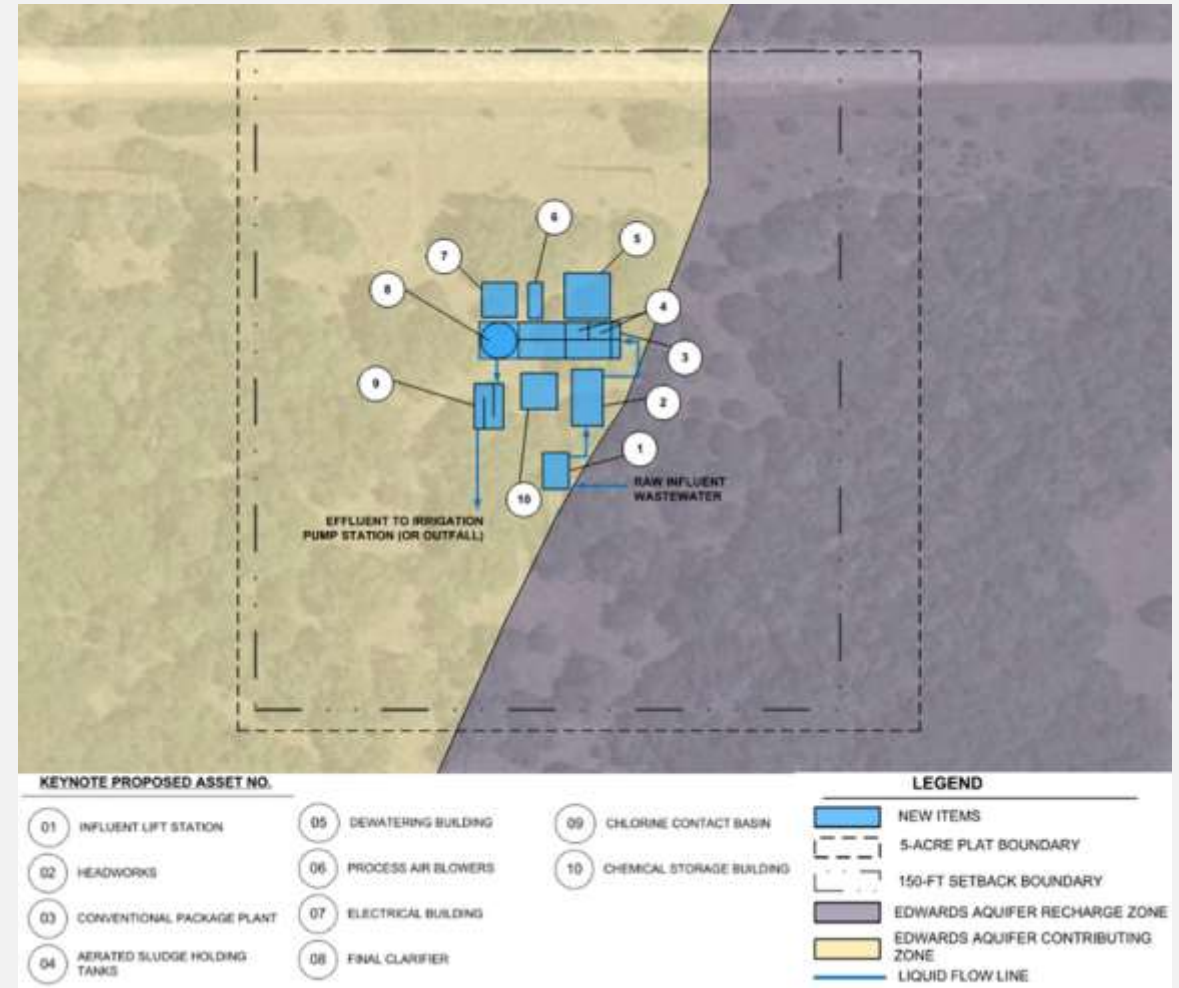 6
5
7
4
8
3
9
2
1
10
RAW INFLUENT
WASTEWATER
EFFLUENT TO IRRIGATION
PUMP STATION (OR OUTFALL)
KEYNOTE PROPOSED ASSET NO.
01 INFLUENT LIFT STATION
02 HEADWORKS
03 CONVENTIONAL PACKAGE PLANT
04 AERATED SLUDGE HOLDING
TANKS
05 DEWATERING BUILDING
06 PROCESS AIR BLOWERS
07 ELECTRICAL BUILDING
08 FINAL CLARIFIER
09 CHLORINE CONTACT BASIN
10 CHEMICAL STORAGE BUILDING
LEGEND
NEW ITEMS
5-ACRE PLAT BOUNDARY
150-FT SETBACK BOUNDARY
EDWARDS AQUIFER RECHARGE ZONE
EDWARDS AQUIFER CONTRIBUTING
ZONE
LIQUID FLOW LINE